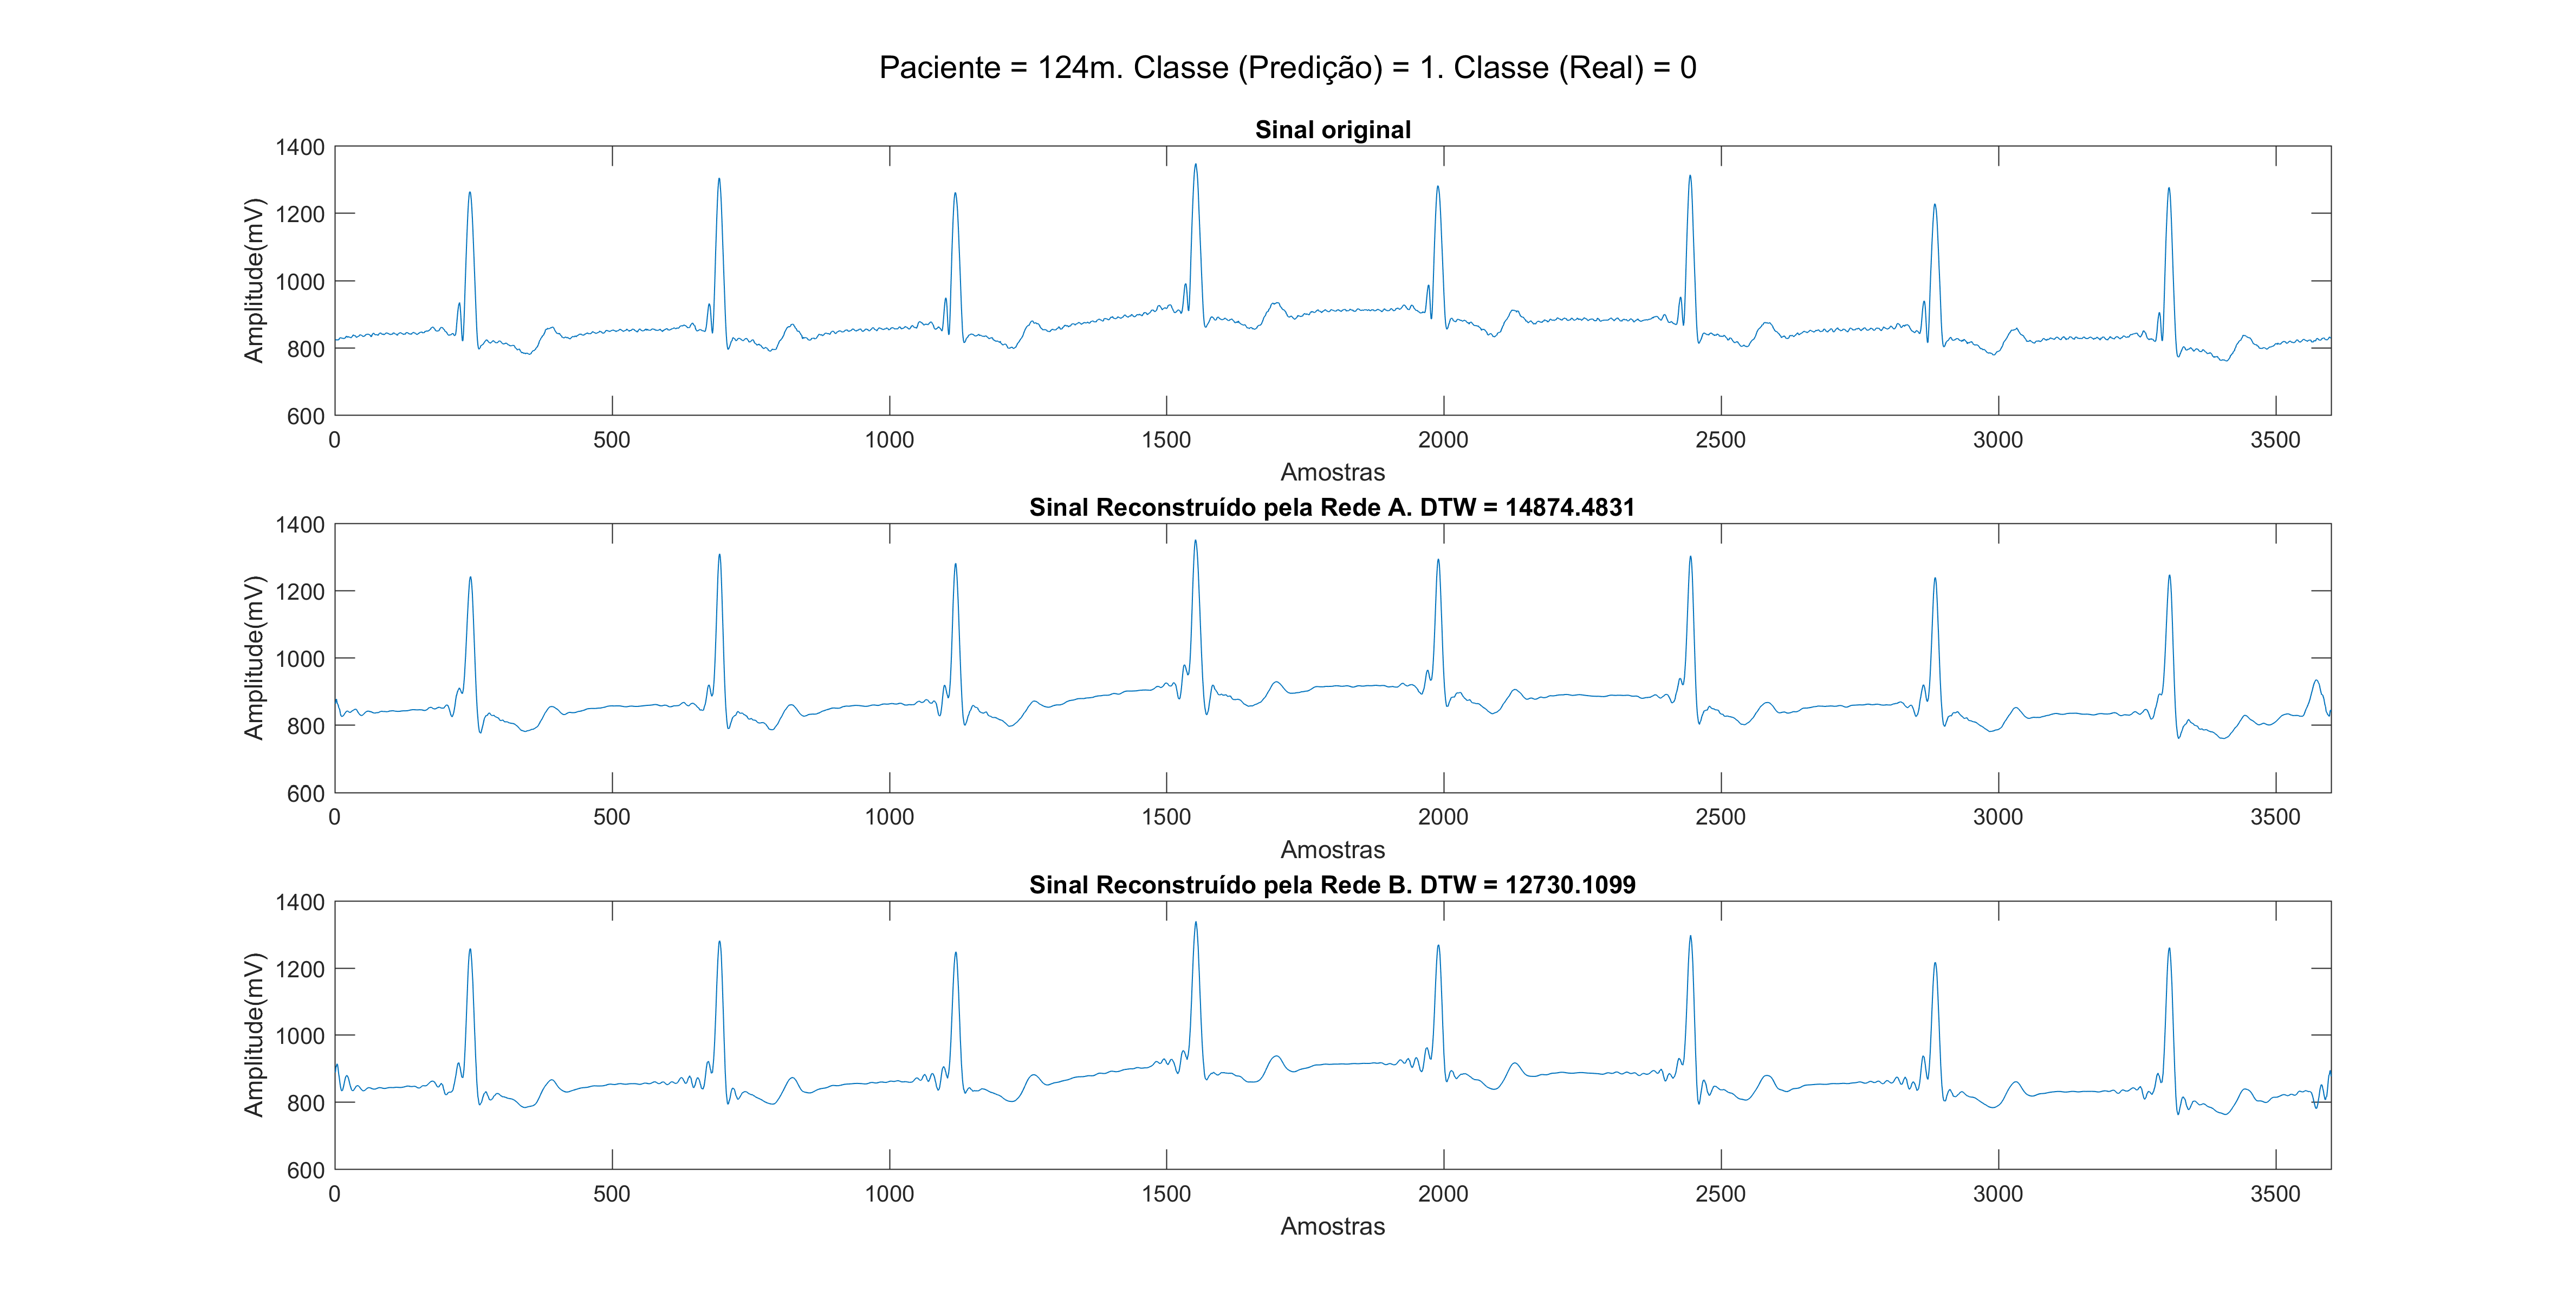 Paciente = 124m. Classe (Predição) = 1. Classe (Real) = 0
Sinal original
1400
1200
1000
800
600
Amplitude(mV)
0 500 1000 1500 2000 2500 3000 3500
Amostras
Sinal Reconstruído pela Rede A. DTW = 14874.4831
1400
1200
1000
800
600
Amplitude(mV)
0 500 1000 1500 2000 2500 3000 3500
Amostras
Sinal Reconstruído pela Rede B. DTW = 12730.1099
1400
1200
1000
800
600
Amplitude(mV)
0 500 1000 1500 2000 2500 3000 3500
Amostras